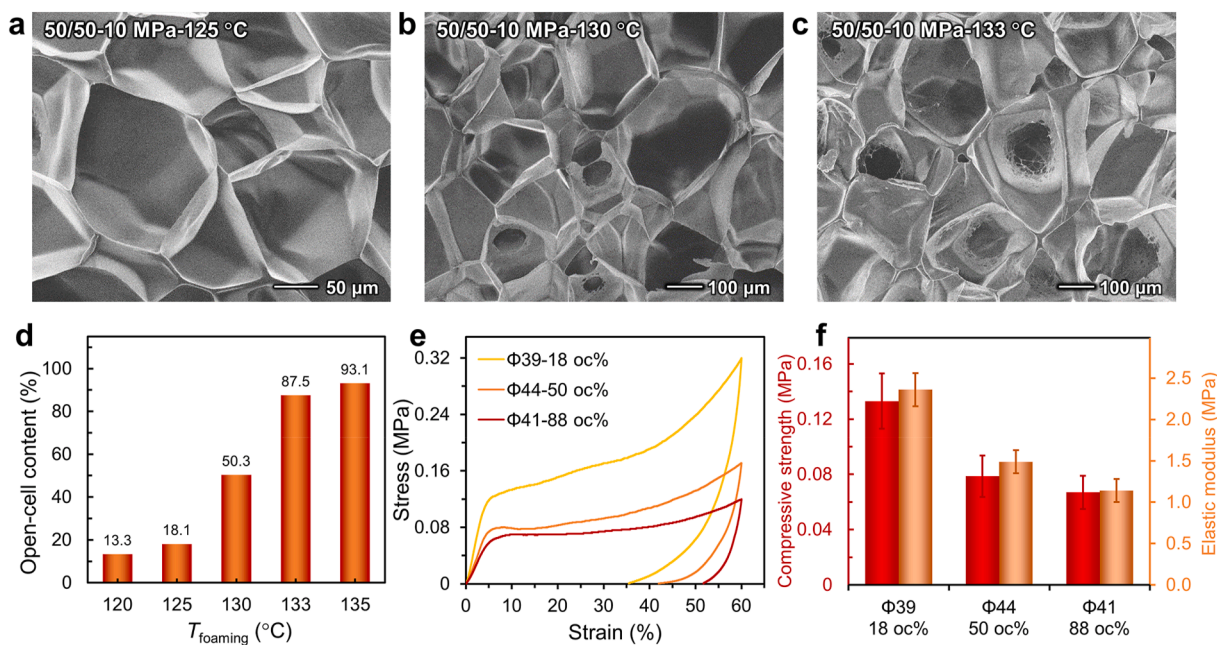 a
50/50-10 MPa-125 °C
50 μm
b
50/50-10 MPa-130 °C
100 μm
c
50/50-10 MPa-133 °C
100 μm
d
Open-cell content (%)
100
80
60
40
20
0
13.3
18.1
50.3
87.5
93.1
120
125
130
133
135
Tfoaming (°C)
e
Stress (MPa)
0.32
0.24
0.16
0.08
0
Φ39-18 oc%
Φ44-50 oc%
Φ41-88 oc%
0
10
20
30
40
50
60
Strain (%)
f
Compressive strength (MPa)
0.16
0.12
0.08
0.04
0
Elastic modulus (MPa)
2.5
2.0
1.5
1.0
0.5
0.0
Φ39
18 oc%
Φ44
50 oc%
Φ41
88 oc%